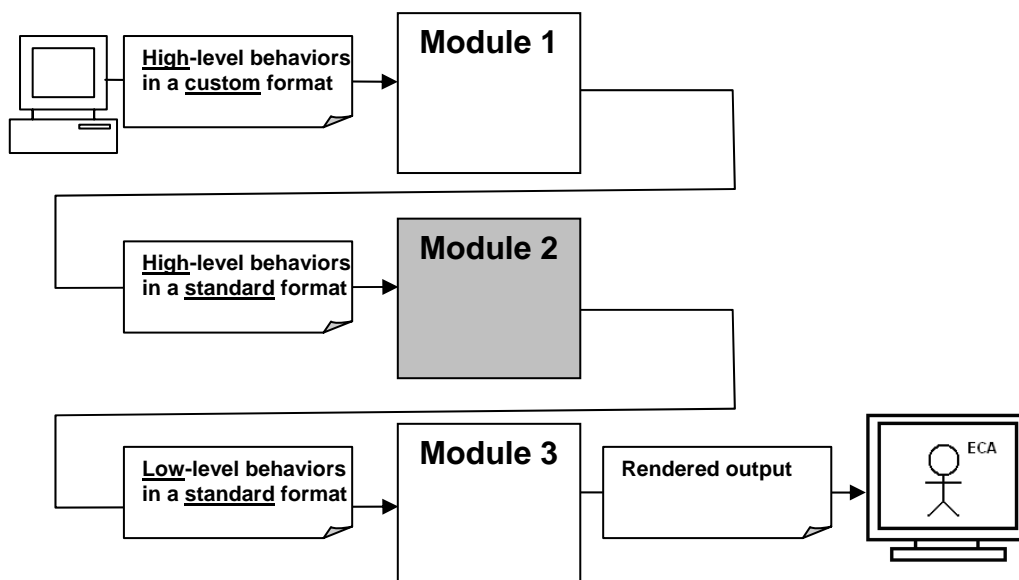 High-level behaviors
in a custom format
Module 1
High-level behaviors
in a standard format
Module 2
Low-level behaviors
in a standard format
Module 3
Rendered output
ECA